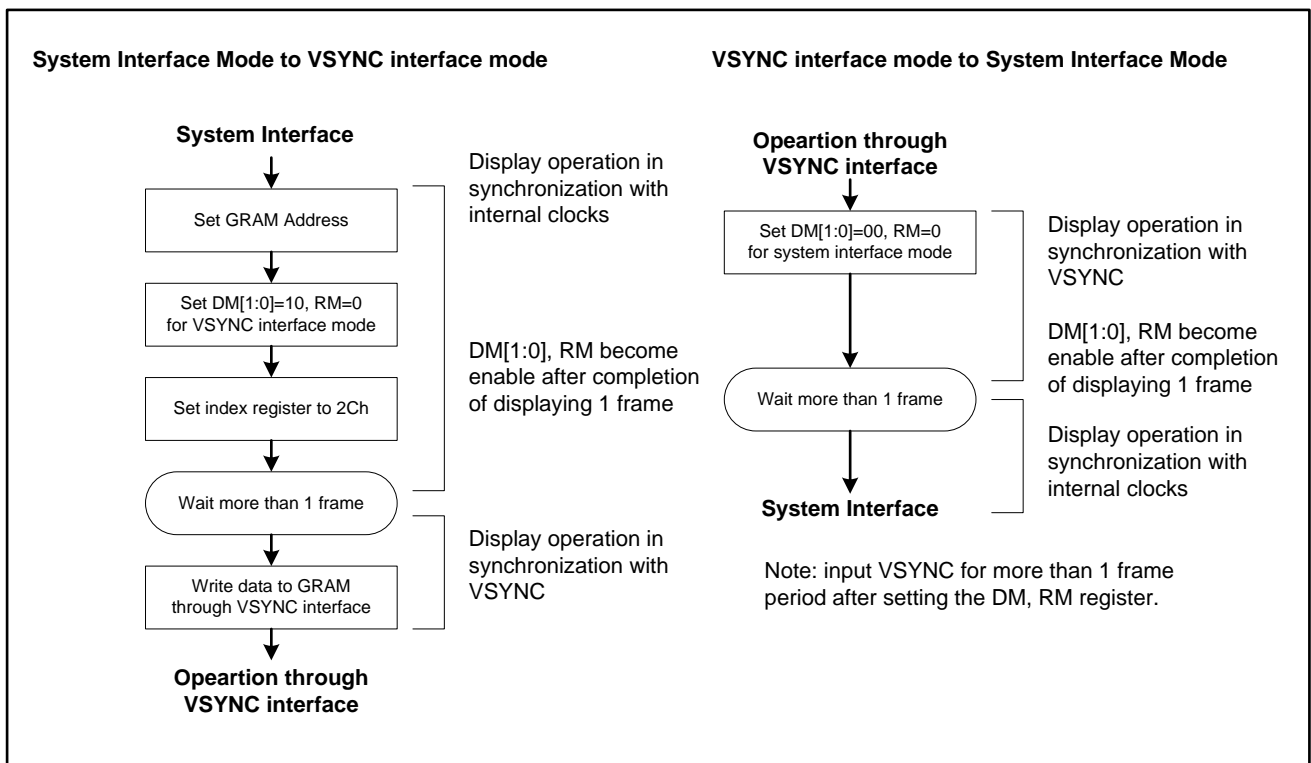 System Interface Mode to VSYNC interface mode
System Interface
Set GRAM Address
Set DM[1:0]=10, RM=0
for VSYNC interface mode
Set index register to 2Ch
Wait more than 1 frame
Write data to GRAM
through VSYNC interface
Opeartion through
VSYNC interface
Display operation in
synchronization with
internal clocks
DM[1:0], RM become
enable after completion
of displaying 1 frame
Display operation in
synchronization with
VSYNC
VSYNC interface mode to System Interface Mode
Opeartion through
VSYNC interface
Set DM[1:0]=00, RM=0
for system interface mode
Wait more than 1 frame
System Interface
Display operation in
synchronization with
VSYNC
DM[1:0], RM become
enable after completion
of displaying 1 frame
Display operation in
synchronization with
internal clocks
Note: input VSYNC for more than 1 frame
period after setting the DM, RM register.